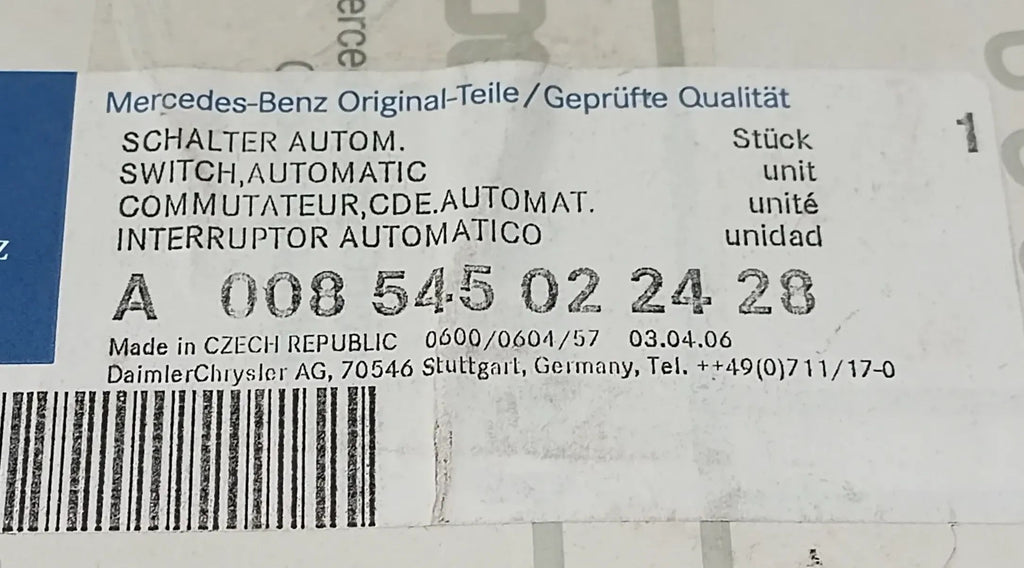 erce
Mercedes-Benz Original-Teile/Geprüfte Qualität
SCHALTER AUTOM. Stück 1
SWITCH,AUTOMATIC unit
COMMUTATEUR,CDE.AUTOMAT. unité
INTERRUPTOR AUTOMATICO unidad
z
A 008 545 02 24 28
Made in CZECH REPUBLIC 0600/0604/57 03.04.06
DaimlerChrysler AG, 70546 Stuttgart, Germany, Tel. ++49(0)711/17-0